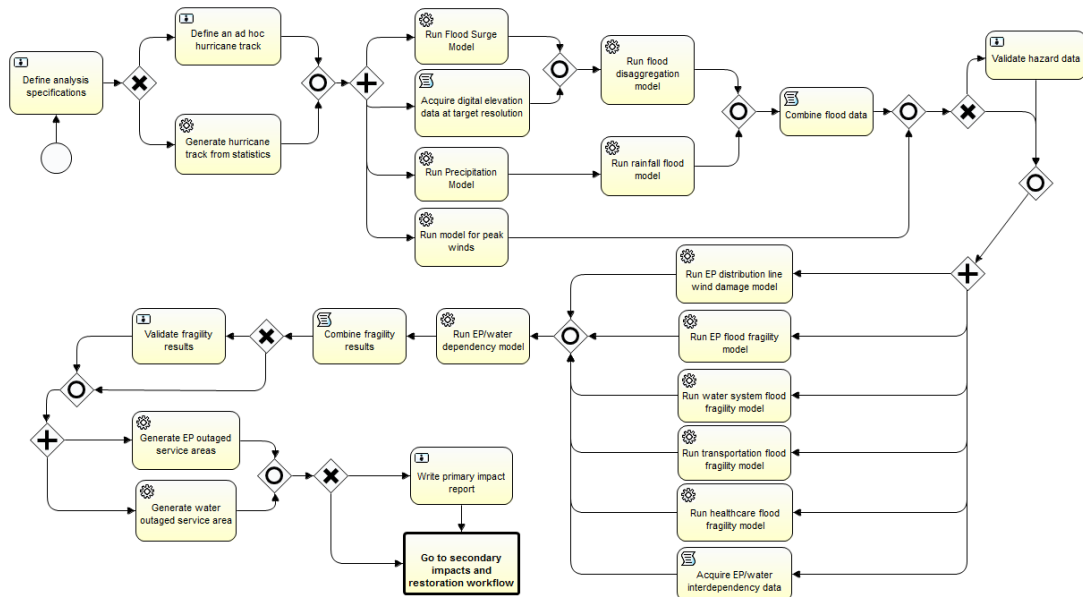 Define analysis
specifications
Define an ad hoc
hurricane track
Generate hurricane
track from statistics
Run Flood Surge
Model
Acquire digital elevation
data at target resolution
Run Precipitation
Model
Run model for peak
winds
Run flood
disaggregation
model
Run rainfall flood
model
Combine flood data
Validate hazard data
Run EP distribution line
wind damage model
Run EP flood fragility
model
Run water system flood
fragility model
Run transportation flood
fragility model
Run healthcare flood
fragility model
Acquire EP/water
interdependency data
Run EP/water
dependency model
Combine fragility
results
Validate fragility
results
Generate EP outaged
service areas
Generate water
outaged service area
Write primary impact
report
Go to secondary
impacts and
restoration workflow